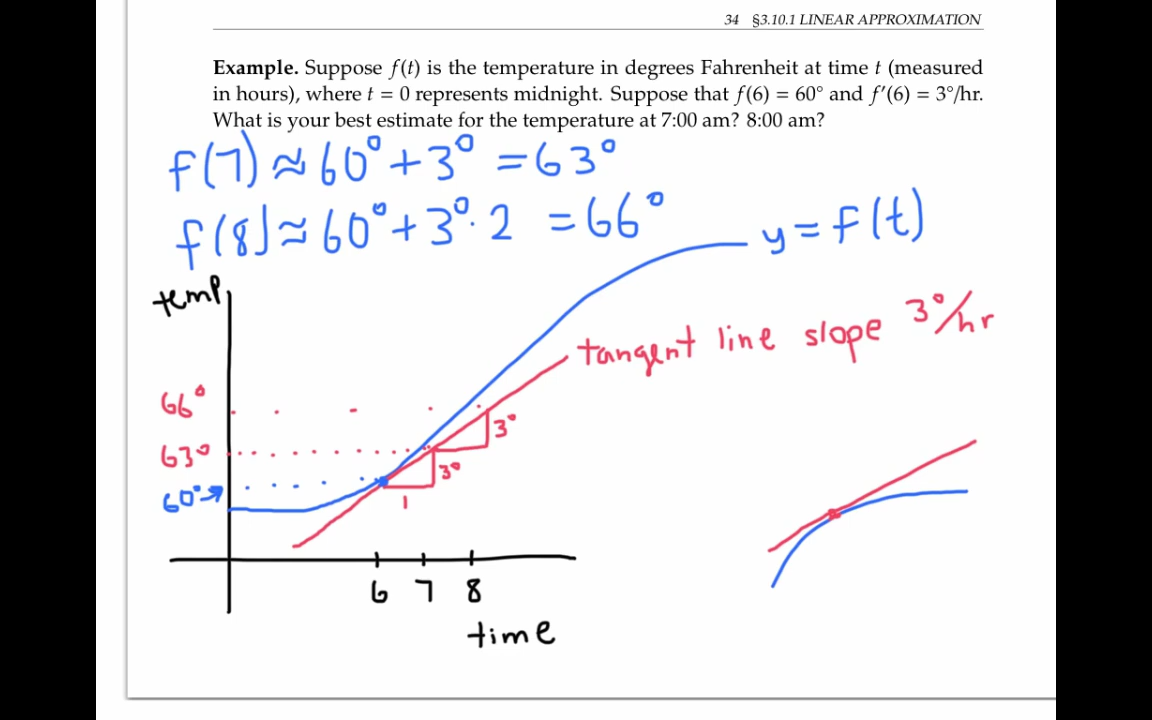 34 §3.10.1 LINEAR APPROXIMATION
Example. Suppose f(t) is the temperature in degrees Fahrenheit at time t (measured
in hours), where t = 0 represents midnight. Suppose that f(6) = 60° and f′(6) = 3°/hr.
What is your best estimate for the temperature at 7:00 am? 8:00 am?
f(7) ≈ 60° + 3° = 63°
f(8) ≈ 60° + 3° · 2 = 66°
y = f(t)
temp
tangent line slope 3°/hr
66°
3°
63°
3°
60°
1
6 7 8
time